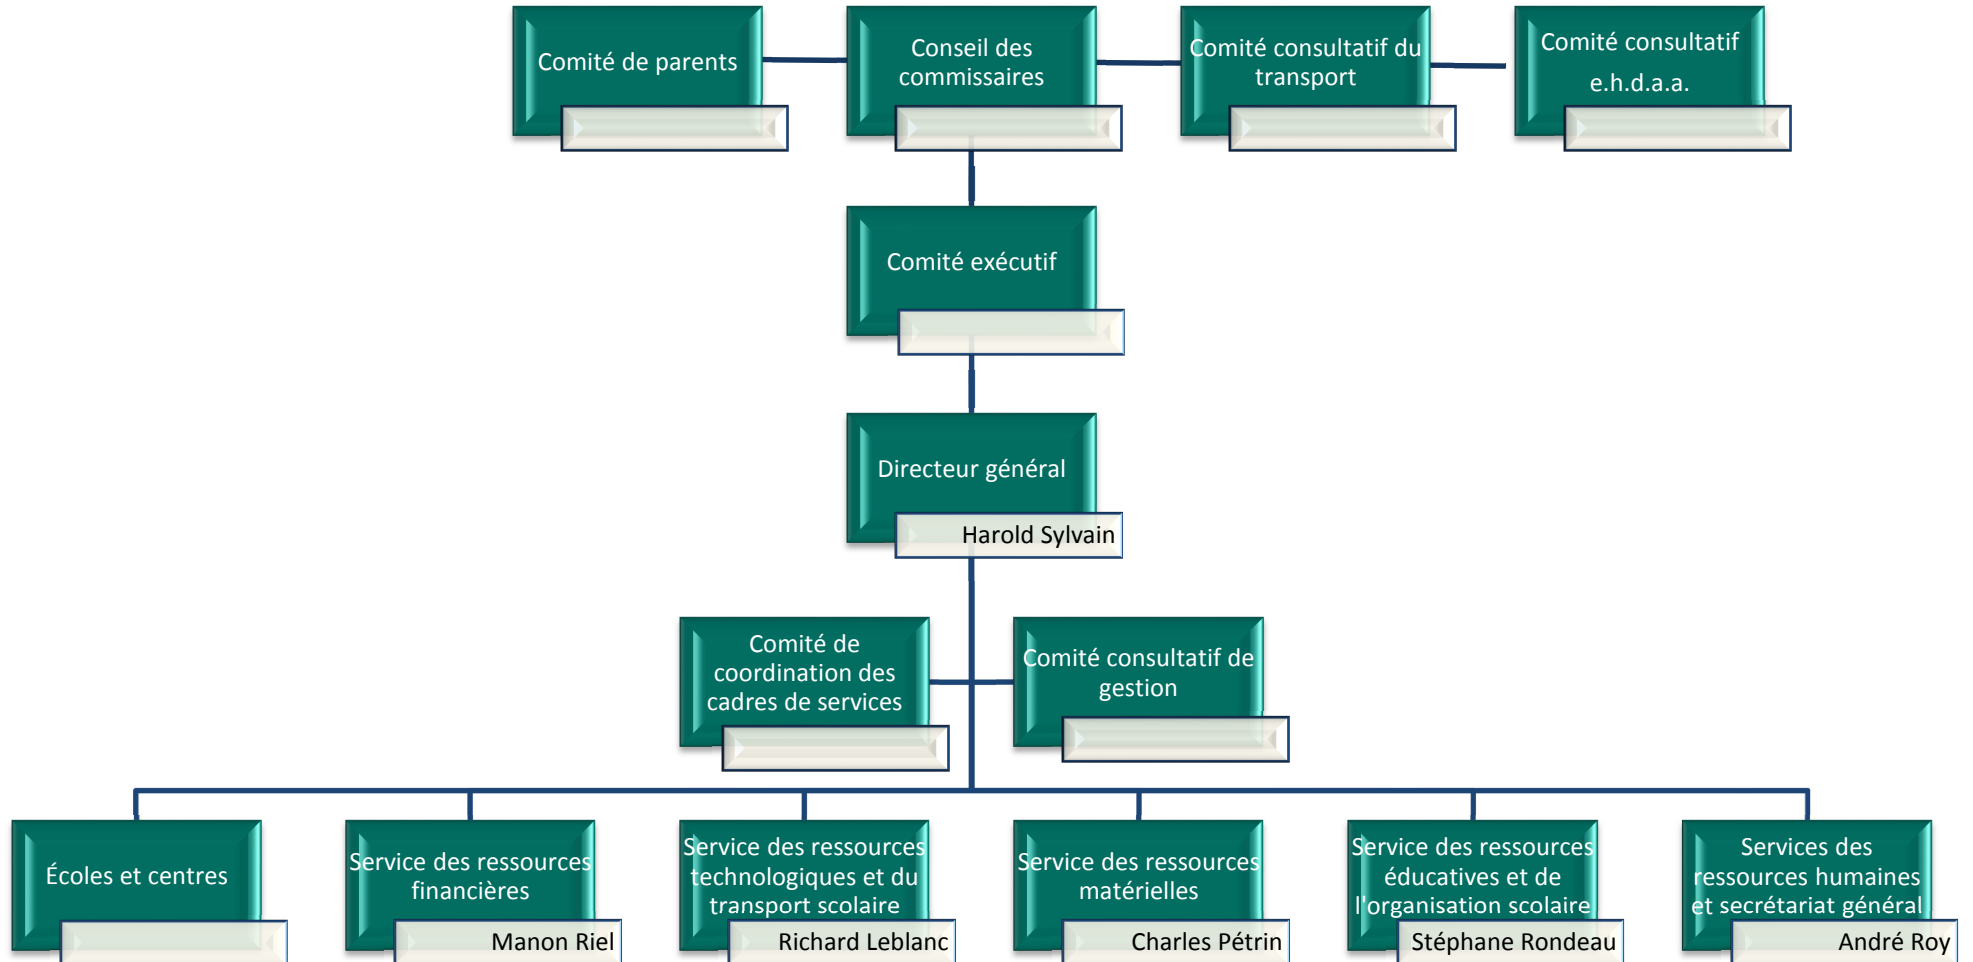 Comité de parents
Conseil des
commissaires
Comité consultatif du
transport
Comité consultatif
e.h.d.a.a.
Comité exécutif
Directeur général
Harold Sylvain
Comité de
coordination des
cadres de services
Comité consultatif de
gestion
Écoles et centres
Service des ressources
financières
Manon Riel
Service des ressources
technologiques et du
transport scolaire
Richard Leblanc
Service des ressources
matérielles
Charles Pétrin
Service des ressources
éducatives et de
l'organisation scolaire
Stéphane Rondeau
Services des
ressources humaines
et secrétariat général
André Roy